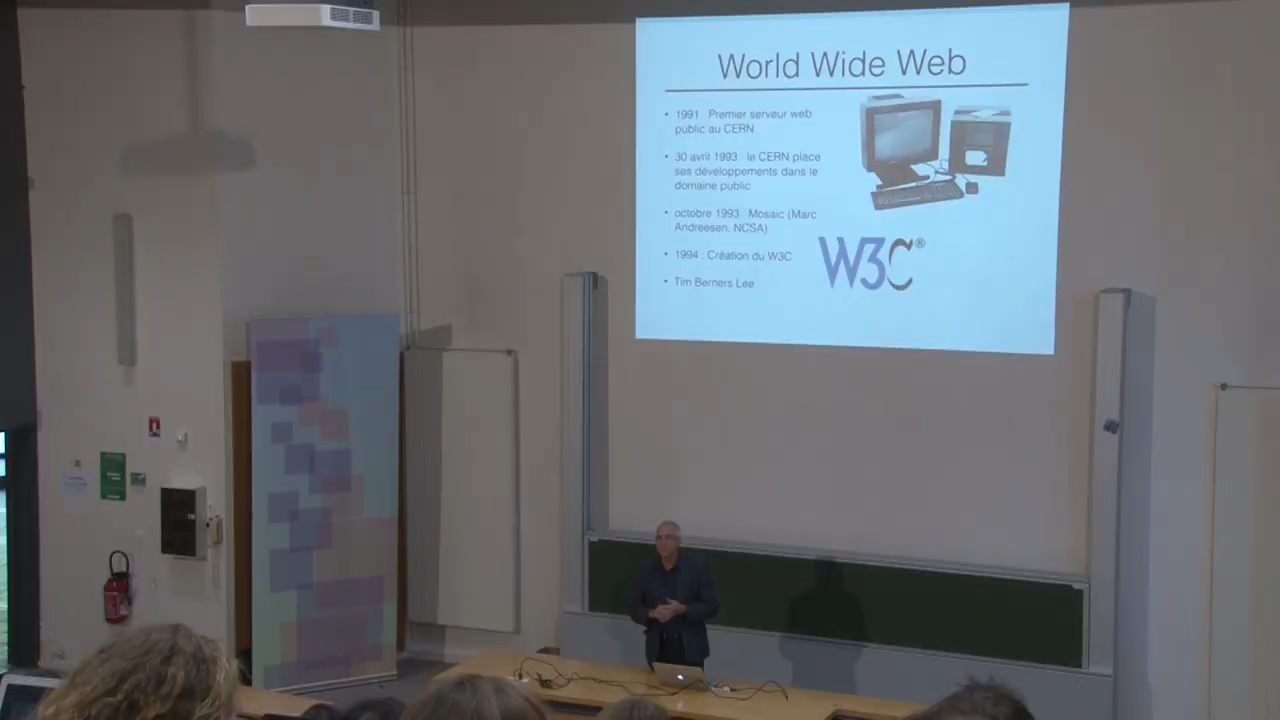 World Wide Web
• 1991 : Premier serveur web
public au CERN
• 30 avril 1993 : le CERN place
ses développements dans le
domaine public
• octobre 1993 : Mosaic (Marc
Andreesen, NCSA)
• 1994 : Création du W3C
• Tim Berners Lee
W3C®